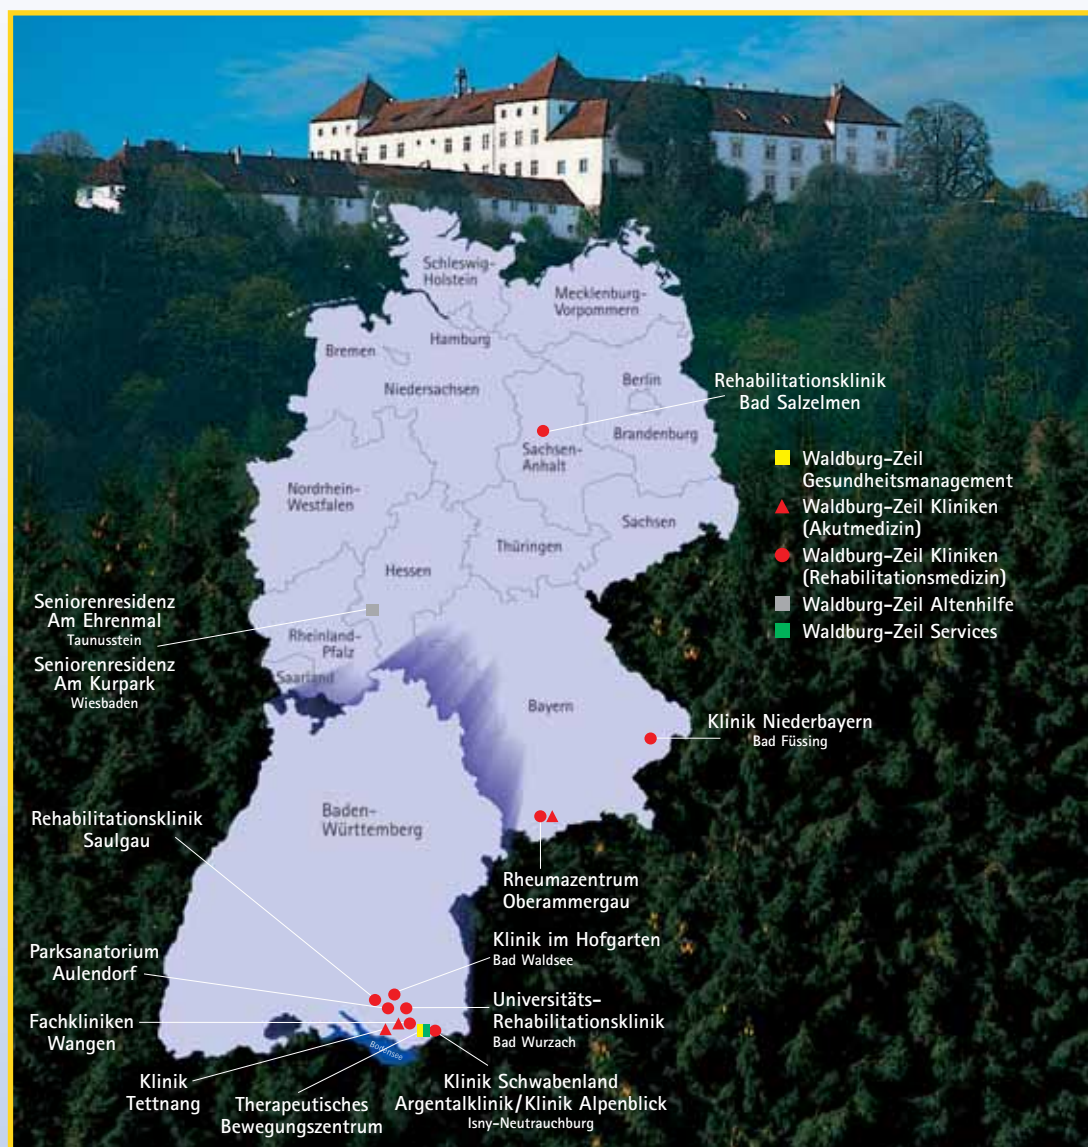 Schleswig-
Holstein
Mecklenburg-
Vorpommern
Hamburg
Bremen
Niedersachsen
Berlin
Brandenburg
Sachsen-
Anhalt
Nordrhein-
Westfalen
Sachsen
Thüringen
Hessen
Rheinland-
Pfalz
Saarland
Bayern
Baden-
Württemberg
Bodensee
Rehabilitationsklinik
Bad Salzelmen
Waldburg-Zeil
Gesundheitsmanagement
Waldburg-Zeil Kliniken
(Akutmedizin)
Waldburg-Zeil Kliniken
(Rehabilitationsmedizin)
Waldburg-Zeil Altenhilfe
Waldburg-Zeil Services
Seniorenresidenz
Am Ehrenmal
Taunusstein
Seniorenresidenz
Am Kurpark
Wiesbaden
Klinik Niederbayern
Bad Füssing
Rehabilitationsklinik
Saulgau
Rheumazentrum
Oberammergau
Parksanatorium
Aulendorf
Klinik im Hofgarten
Bad Waldsee
Fachkliniken
Wangen
Universitäts-
Rehabilitationsklinik
Bad Wurzach
Klinik
Tettnang
Therapeutisches
Bewegungszentrum
Klinik Schwabenland
Argentalklinik/Klinik Alpenblick
Isny-Neutrauchburg